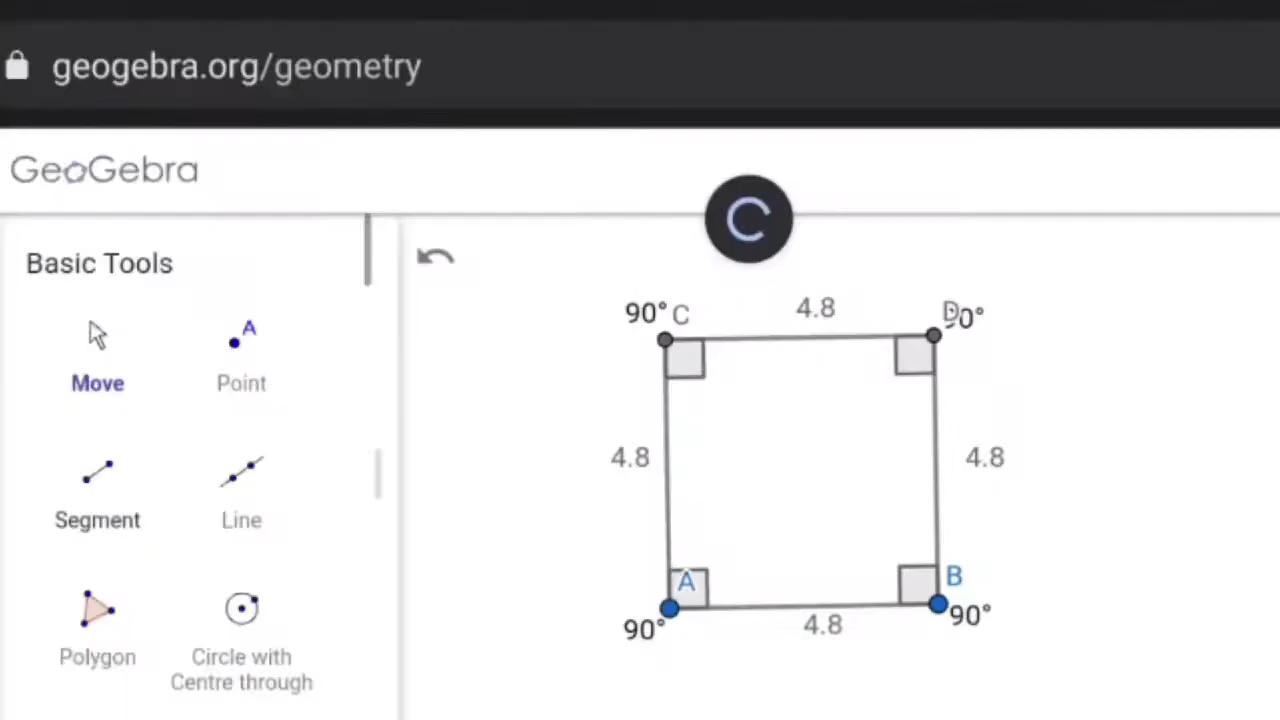 geogebra.org/geometry
GeoGebra
Basic Tools
A
Move
Point
Segment
Line
Polygon
Circle with
Centre through
90° C
4.8
D
90°
4.8
4.8
A
B
90°
4.8
90°